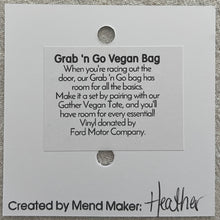 Grab 'n Go Vegan Bag
When you're racing out the
door, our Grab 'n Go bag has
room for all the basics.
Make it a set by pairing with our
Gather Vegan Tote, and you'll
have room for every essential!
Vinyl donated by
Ford Motor Company.
Created by Mend Maker: Heather